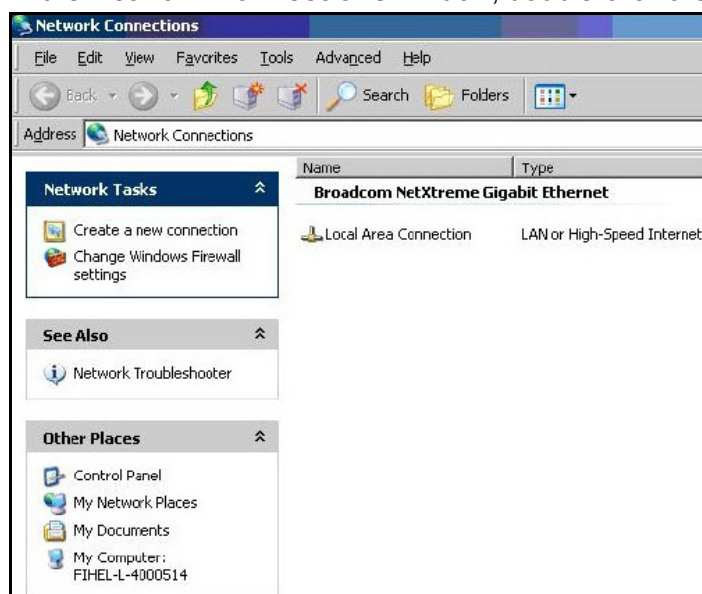 Network Connections
File Edit View Favorites Tools Advanced Help
Back Search Folders
Address Network Connections
Name Type
Network Tasks
Create a new connection
Change Windows Firewall
settings
Broadcom NetXtreme Gigabit Ethernet
Local Area Connection LAN or High-Speed Internet
See Also
Network Troubleshooter
Other Places
Control Panel
My Network Places
My Documents
My Computer:
FIHEL-L-4000514